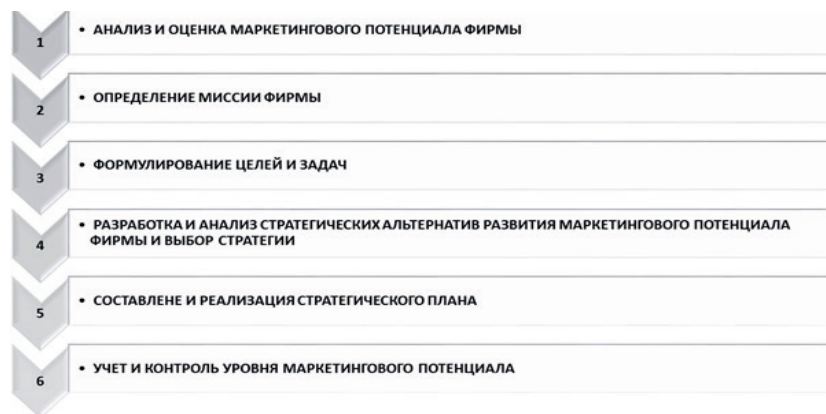 1
• АНАЛИЗ И ОЦЕНКА МАРКЕТИНГОВОГО ПОТЕНЦИАЛА ФИРМЫ
2
• ОПРЕДЕЛЕНИЕ МИССИИ ФИРМЫ
3
• ФОРМУЛИРОВАНИЕ ЦЕЛЕЙ И ЗАДАЧ
4
• РАЗРАБОТКА И АНАЛИЗ СТРАТЕГИЧЕСКИХ АЛЬТЕРНАТИВ РАЗВИТИЯ МАРКЕТИНГОВОГО ПОТЕНЦИАЛА
ФИРМЫ И ВЫБОР СТРАТЕГИИ
5
• СОСТАВЛЕНЕ И РЕАЛИЗАЦИЯ СТРАТЕГИЧЕСКОГО ПЛАНА
6
• УЧЕТ И КОНТРОЛЬ УРОВНЯ МАРКЕТИНГОВОГО ПОТЕНЦИАЛА